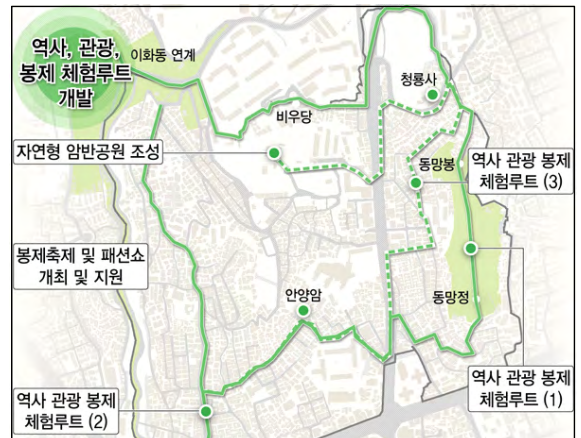 역사, 관광,
봉제 체험루트
개발
이화동 연계
청룡사
비우당
자연형 암반공원 조성
동망봉
역사 관광 봉제
체험루트 (3)
봉제축제 및 패션쇼
개최 및 지원
안양암
동망정
역사 관광 봉제
체험루트 (2)
역사 관광 봉제
체험루트 (1)